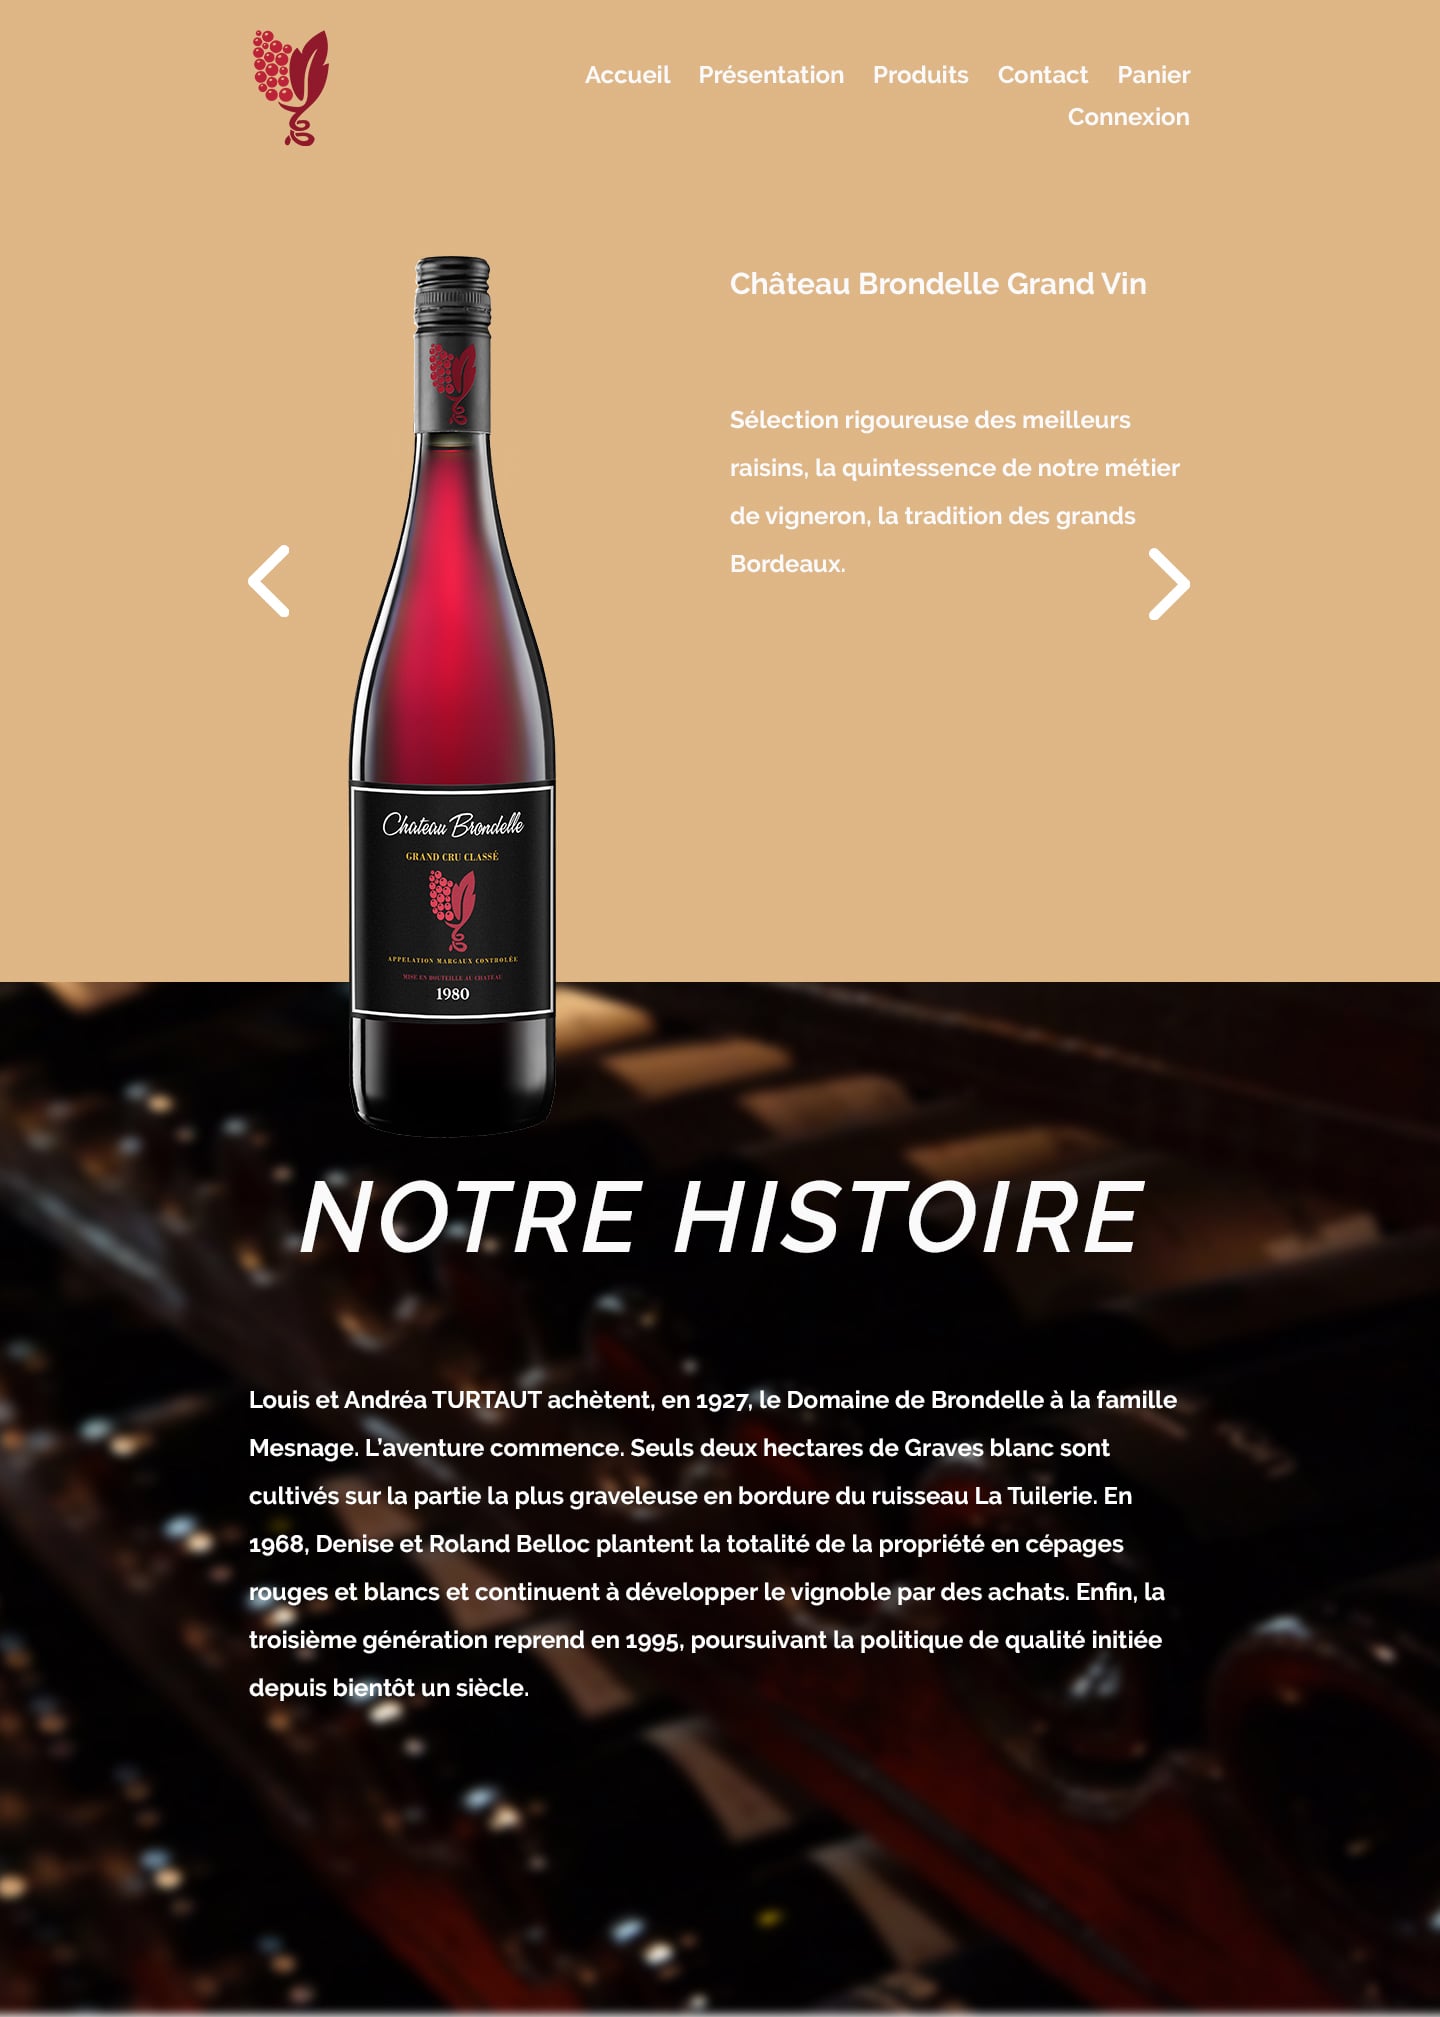 Accueil Présentation Produits Contact Panier
Connexion
Château Brondelle Grand Vin
Sélection rigoureuse des meilleurs
raisins, la quintessence de notre métier
de vigneron, la tradition des grands
Bordeaux.
Chateau Brondelle
GRAND CRU CLASSÉ
APPELATION MARGAUX CONTROLÉE
MISE EN BOUTEILLE AU CHATEAU
1980
NOTRE HISTOIRE
Louis et Andréa TURTAUT achètent, en 1927, le Domaine de Brondelle à la famille
Mesnage. L’aventure commence. Seuls deux hectares de Graves blanc sont
cultivés sur la partie la plus graveleuse en bordure du ruisseau La Tuilerie. En
1968, Denise et Roland Belloc plantent la totalité de la propriété en cépages
rouges et blancs et continuent à développer le vignoble par des achats. Enfin, la
troisième génération reprend en 1995, poursuivant la politique de qualité initiée
depuis bientôt un siècle.